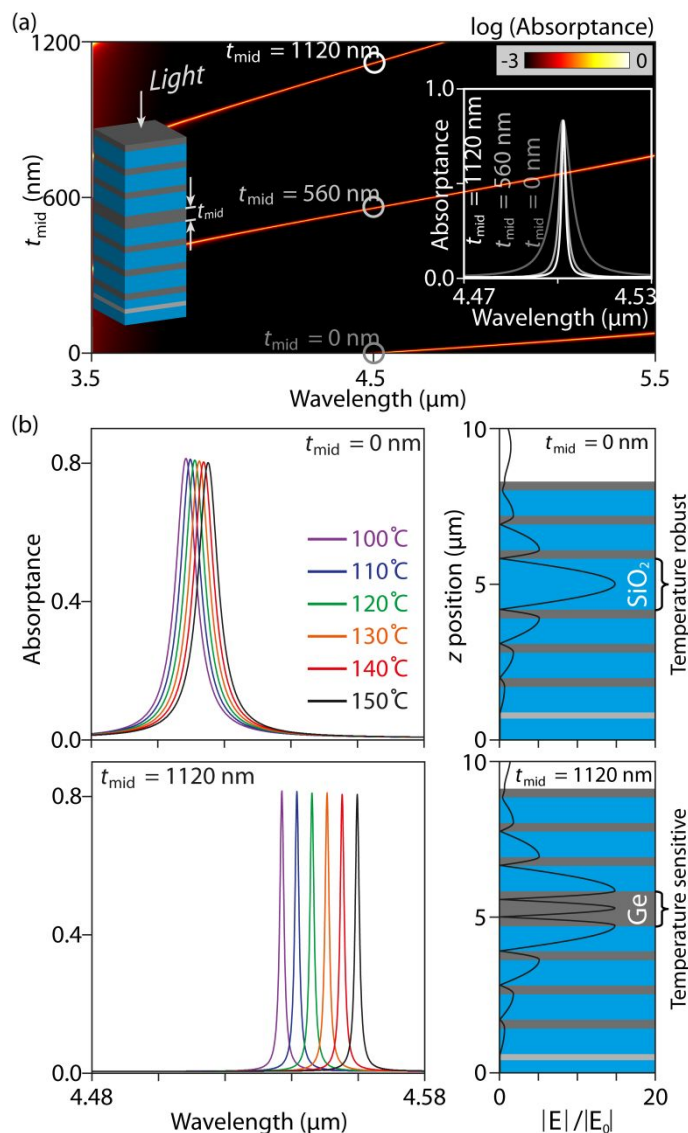 (a)
log (Absorptance)
-3
0
1200
600
0
t_mid (nm)
t_mid = 1120 nm
Light
t_mid
t_mid = 560 nm
t_mid = 0 nm
1.0
0.0
Absorptance
t_mid = 1120 nm
t_mid = 560 nm
t_mid = 0 nm
4.47
4.53
Wavelength (μm)
3.5
4.5
5.5
Wavelength (μm)
(b)
t_mid = 0 nm
0.8
0.4
0.0
Absorptance
100℃
110℃
120℃
130℃
140℃
150℃
t_mid = 0 nm
10
5
0
z position (μm)
SiO₂
Temperature robust
t_mid = 1120 nm
0.8
0.4
0.0
4.48
4.58
Wavelength (μm)
t_mid = 1120 nm
10
5
0
Ge
Temperature sensitive
0
10
20
|E| / |E₀|